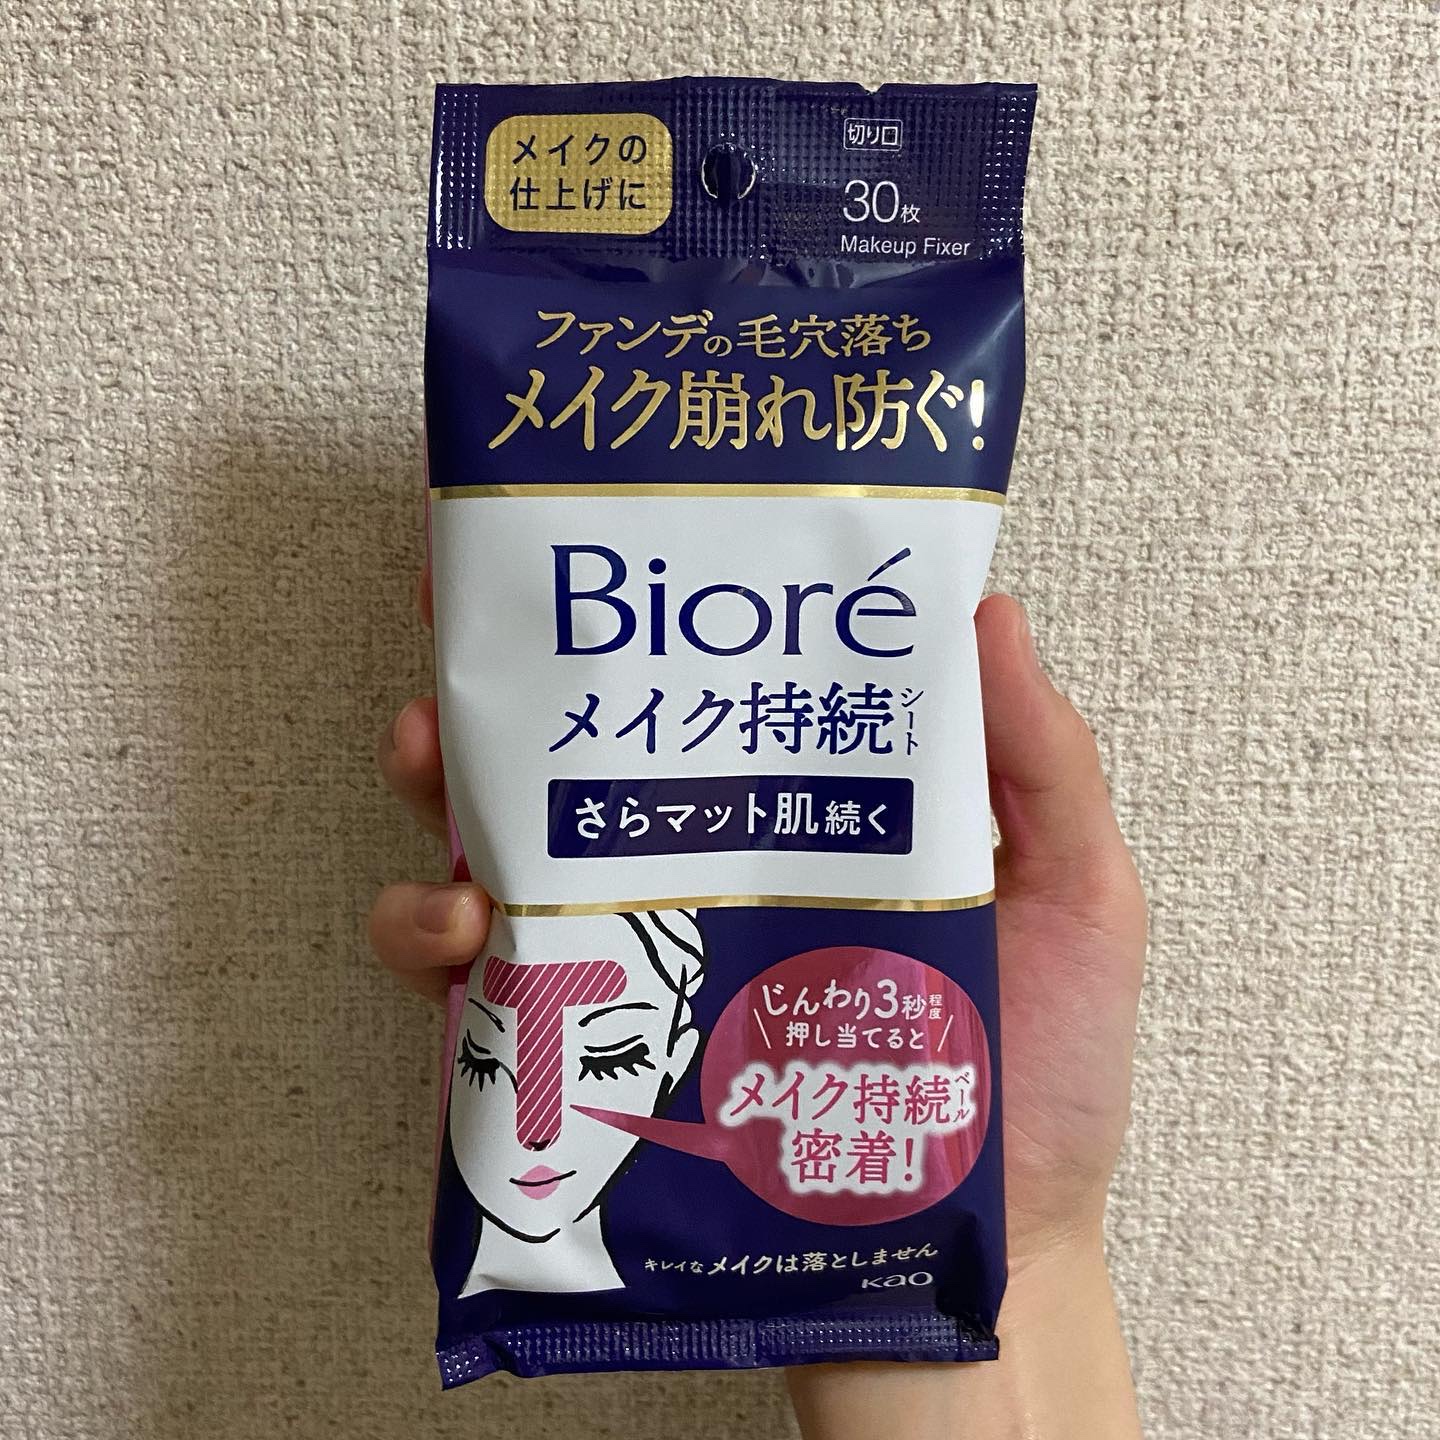 メイクの
仕上げに
切り口
30枚
Makeup Fixer
ファンデの毛穴落ち
メイク崩れ防ぐ!
Bioré
メイク持続シート
さらマット肌続く
じんわり3秒程度
押し当てると
メイク持続ベール
密着!
キレイなメイクは落としません
Kao